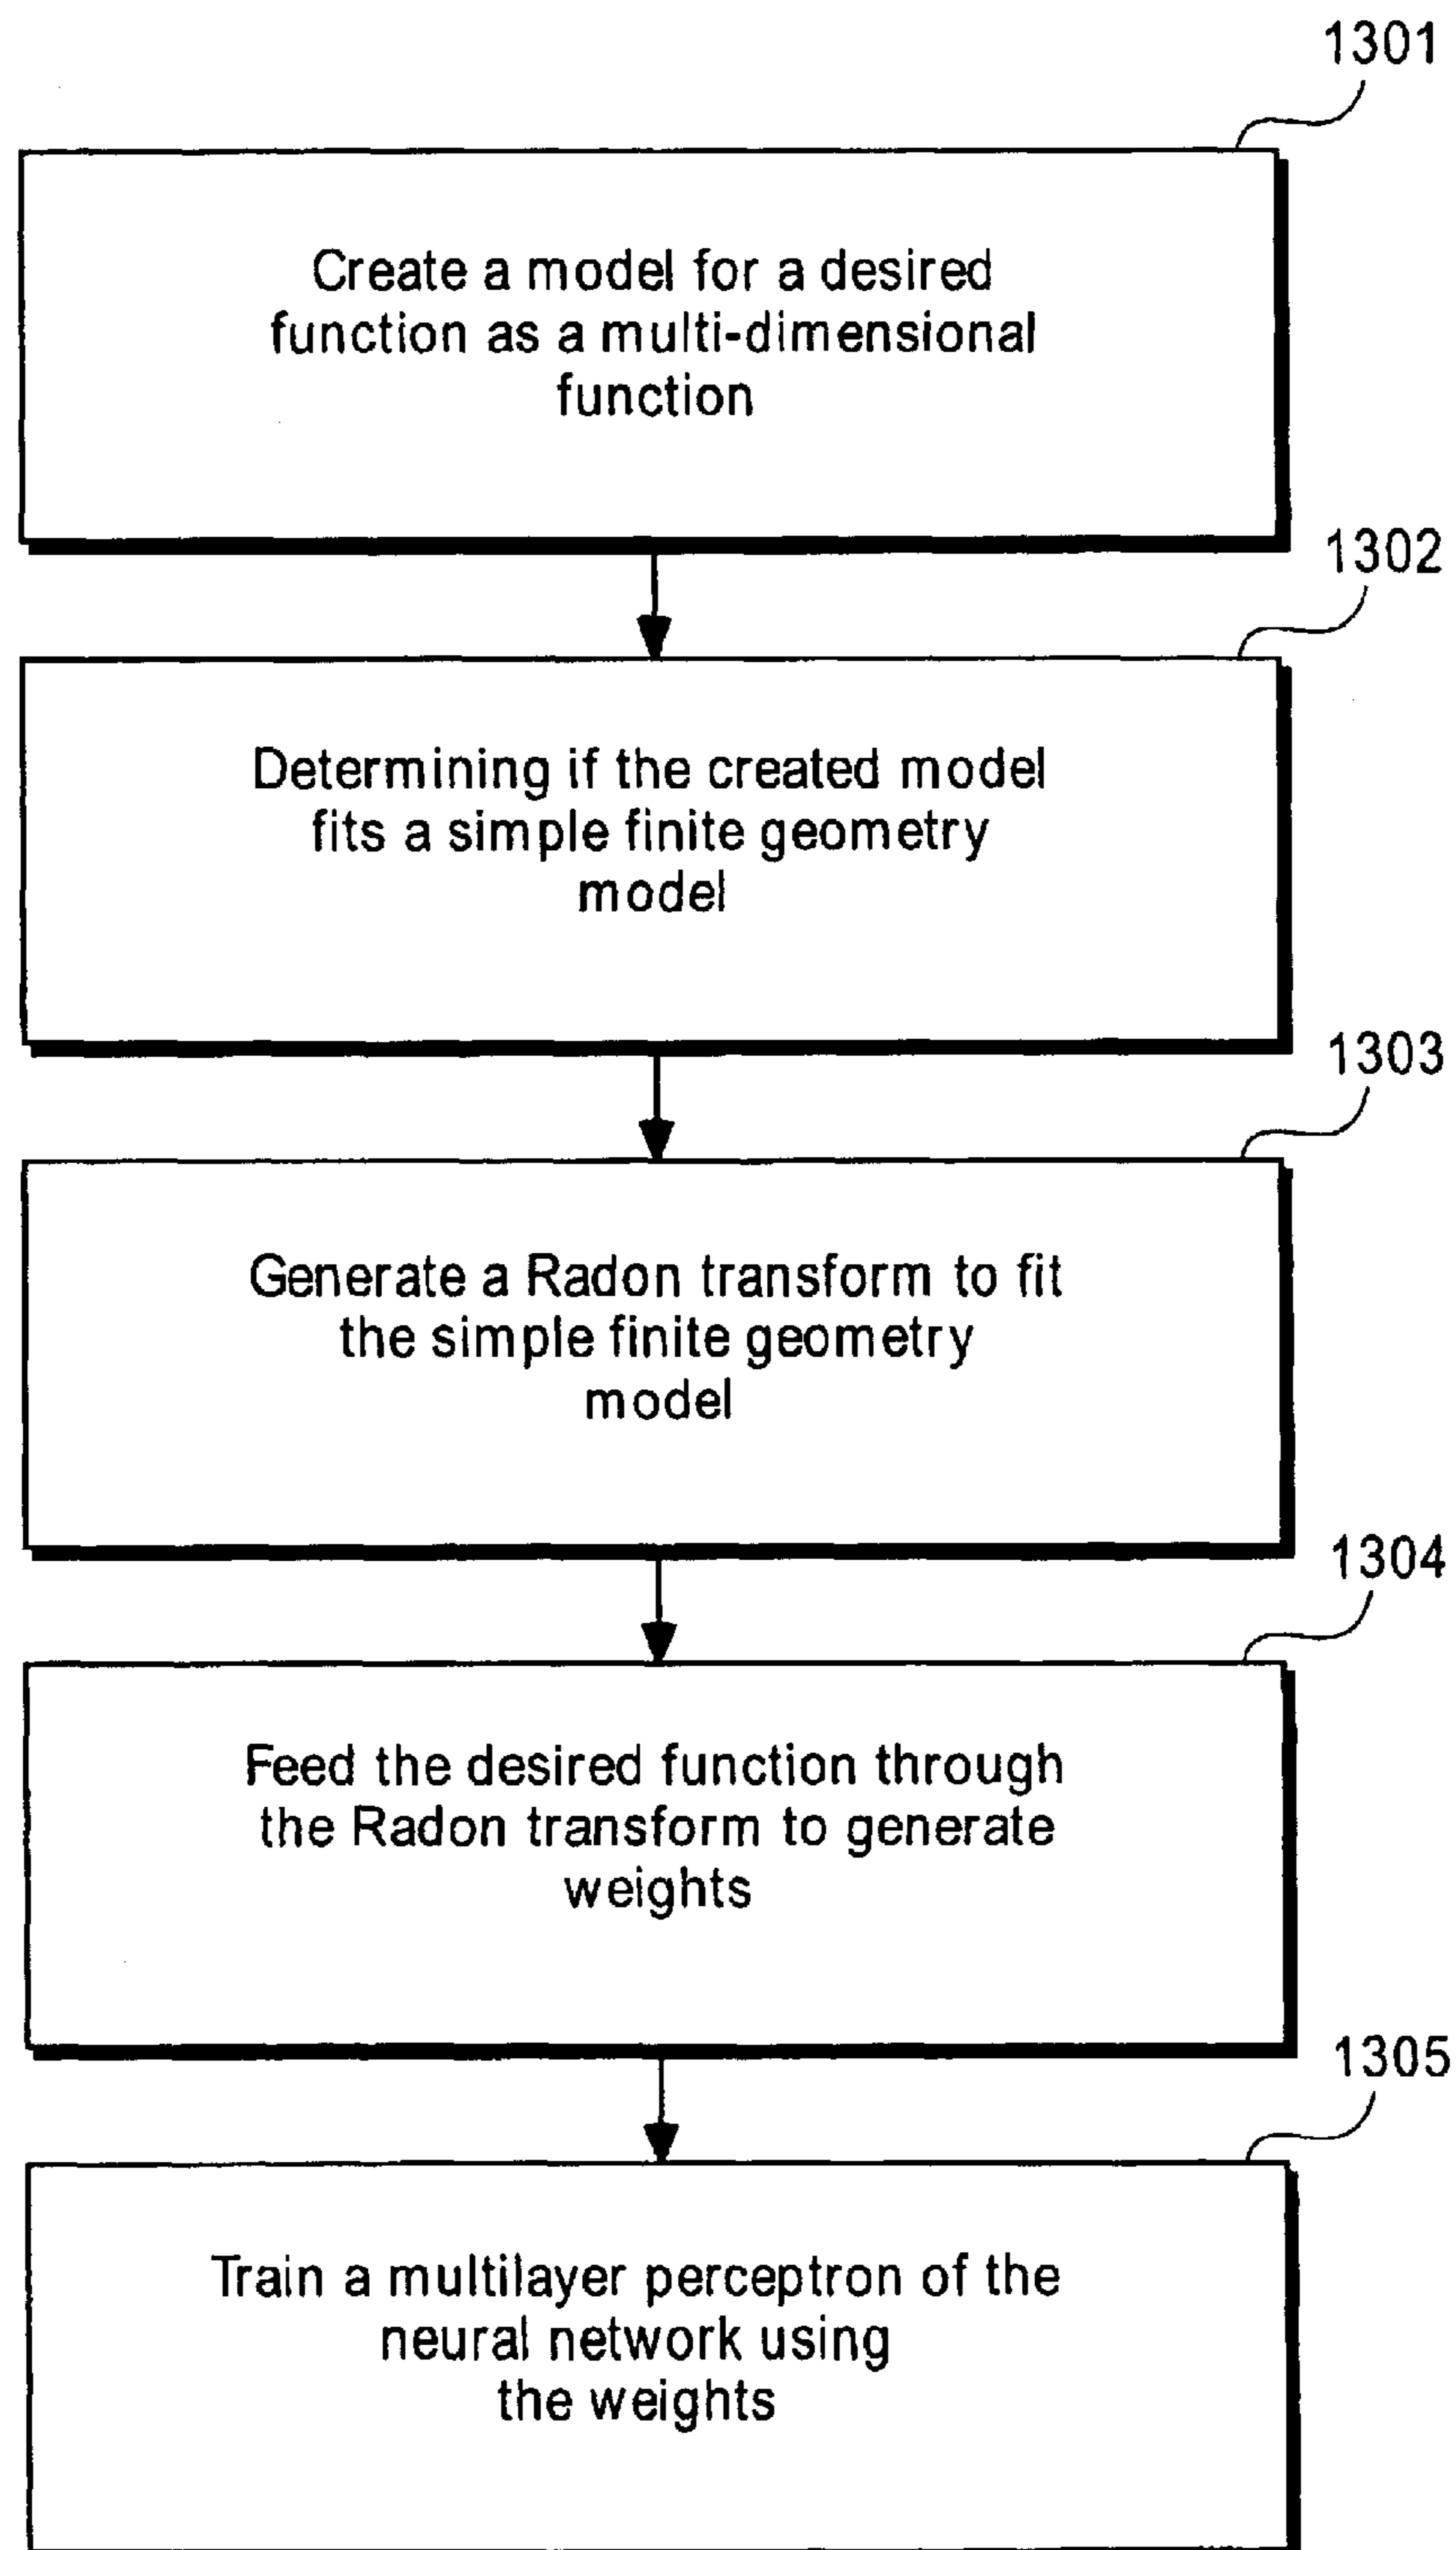 1301
Create a model for a desired
function as a multi-dimensional
function
1302
Determining if the created model
fits a simple finite geometry
model
1303
Generate a Radon transform to fit
the simple finite geometry
model
1304
Feed the desired function through
the Radon transform to generate
weights
1305
Train a multilayer perceptron of the
neural network using
the weights